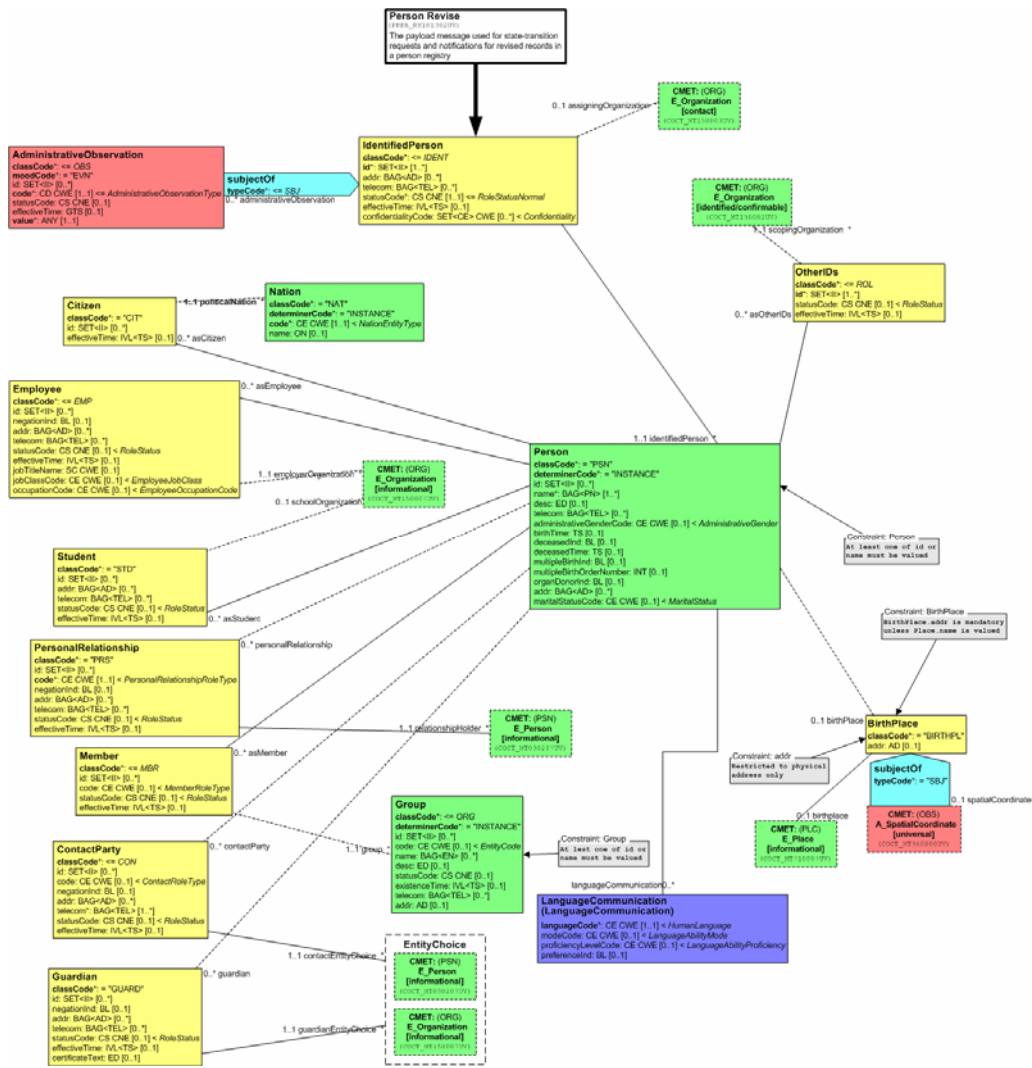 Person Revise
The payload message used for state-transition
requests and notifications for revised records in
a person registry
CMET: (ORG)
E_Organization
[contact]
0..1 assigningOrganization
IdentifiedPerson
classCode*: <= IDENT
id*: SET<II> [1..*]
addr: BAG<AD> [0..*]
telecom: BAG<TEL> [0..*]
statusCode*: CS CNE [1..1] <= RoleStatusNormal
effectiveTime: IVL<TS> [0..1]
confidentialityCode: SET<CE> CWE [0..*] < Confidentiality
AdministrativeObservation
classCode*: <= OBS
moodCode*: = "EVN"
id: SET<II> [0..*]
code*: CD CWE [1..1] <= AdministrativeObservationType
statusCode: CS CNE [0..1]
effectiveTime: GTS [0..1]
value*: ANY [1..1]
subjectOf
typeCode*: <= SBJ
0..* administrativeObservation
CMET: (ORG)
E_Organization
[identified/confirmable]
1..1 scopingOrganization *
OtherIDs
classCode*: <= ROL
id*: SET<II> [1..*]
statusCode: CS CNE [0..1] < RoleStatus
effectiveTime: IVL<TS> [0..1]
0..* asOtherIDs
Citizen
classCode*: = "CIT"
id: SET<II> [0..*]
effectiveTime: IVL<TS> [0..1]
1..1 politicalNation *
0..* asCitizen
Nation
classCode*: = "NAT"
determinerCode*: = "INSTANCE"
code*: CE CWE [1..1] < NationEntityType
name: ON [0..1]
Employee
classCode*: <= EMP
id: SET<II> [0..*]
negationInd: BL [0..1]
addr: BAG<AD> [0..*]
telecom: BAG<TEL> [0..*]
statusCode: CS CNE [0..1] < RoleStatus
effectiveTime: IVL<TS> [0..1]
jobTitleName: SC CWE [0..1]
jobClassCode: CE CWE [0..1] < EmployeeJobClass
occupationCode: CE CWE [0..1] < EmployeeOccupationCode
0..* asEmployee
1..1 employerOrganization *
0..1 schoolOrganization
CMET: (ORG)
E_Organization
[informational]
1..1 identifiedPerson *
Person
classCode*: = "PSN"
determinerCode*: = "INSTANCE"
id: SET<II> [0..*]
name*: BAG<PN> [1..*]
desc: ED [0..1]
telecom: BAG<TEL> [0..*]
administrativeGenderCode: CE CWE [0..1] < AdministrativeGender
birthTime: TS [0..1]
deceasedInd: BL [0..1]
deceasedTime: TS [0..1]
multipleBirthInd: BL [0..1]
multipleBirthOrderNumber: INT [0..1]
organDonorInd: BL [0..1]
addr: BAG<AD> [0..*]
maritalStatusCode: CE CWE [0..1] < MaritalStatus
Constraint: Person
At least one of id or
name must be valued
Student
classCode*: = "STD"
id: SET<II> [0..*]
addr: BAG<AD> [0..*]
telecom: BAG<TEL> [0..*]
statusCode: CS CNE [0..1] < RoleStatus
effectiveTime: IVL<TS> [0..1]
0..* asStudent
Constraint: BirthPlace
BirthPlace.addr is mandatory
unless Place.name is valued
PersonalRelationship
classCode*: = "PRS"
id: SET<II> [0..*]
code*: CE CWE [1..1] < PersonalRelationshipRoleType
negationInd: BL [0..1]
addr: BAG<AD> [0..*]
telecom: BAG<TEL> [0..*]
statusCode: CS CNE [0..1] < RoleStatus
effectiveTime: IVL<TS> [0..1]
0..* personalRelationship
1..1 relationshipHolder *
CMET: (PSN)
E_Person
[informational]
0..1 birthPlace
BirthPlace
classCode*: = "BIRTHPL"
addr: AD [0..1]
Constraint: addr
Restricted to physical
address only
subjectOf
typeCode*: = "SBJ"
0..1 spatialCoordinate
CMET: (OBS)
A_SpatialCoordinate
[universal]
0..1 birthplace
CMET: (PLC)
E_Place
[informational]
Member
classCode*: <= MBR
id: SET<II> [0..*]
code: CE CWE [0..1] < MemberRoleType
statusCode: CS CNE [0..1] < RoleStatus
effectiveTime: IVL<TS> [0..1]
0..* asMember
1..1 group *
Group
classCode*: <= ORG
determinerCode*: = "INSTANCE"
id: SET<II> [0..*]
code: CE CWE [0..1] < EntityCode
name: BAG<EN> [0..*]
desc: ED [0..1]
statusCode: CS CNE [0..1]
existenceTime: IVL<TS> [0..1]
telecom: BAG<TEL> [0..*]
addr: AD [0..1]
Constraint: Group
At least one of id or
name must be valued
ContactParty
classCode*: <= CON
id: SET<II> [0..*]
code: CE CWE [0..1] < ContactRoleType
negationInd: BL [0..1]
addr: BAG<AD> [0..*]
telecom*: BAG<TEL> [1..*]
statusCode: CS CNE [0..1] < RoleStatus
effectiveTime: IVL<TS> [0..1]
0..* contactParty
1..1 contactEntityChoice *
languageCommunication 0..*
LanguageCommunication
(LanguageCommunication)
languageCode*: CE CWE [1..1] < HumanLanguage
modeCode: CE CWE [0..1] < LanguageAbilityMode
proficiencyLevelCode: CE CWE [0..1] < LanguageAbilityProficiency
preferenceInd: BL [0..1]
EntityChoice
CMET: (PSN)
E_Person
[informational]
CMET: (ORG)
E_Organization
[informational]
Guardian
classCode*: = "GUARD"
id: SET<II> [0..*]
negationInd: BL [0..1]
addr: BAG<AD> [0..*]
telecom: BAG<TEL> [0..*]
statusCode: CS CNE [0..1] < RoleStatus
effectiveTime: IVL<TS> [0..1]
certificateText: ED [0..1]
0..* guardian
1..1 guardianEntityChoice *